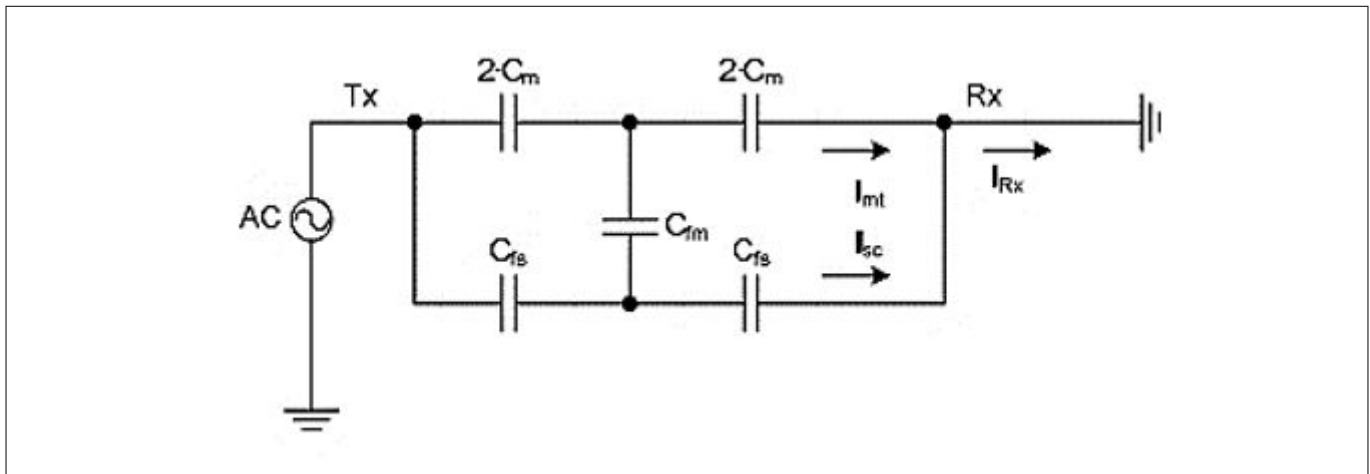 2·Cm 2·Cm
Tx Rx
Imt IRx
AC Cfm
Cfs Cfs Isc